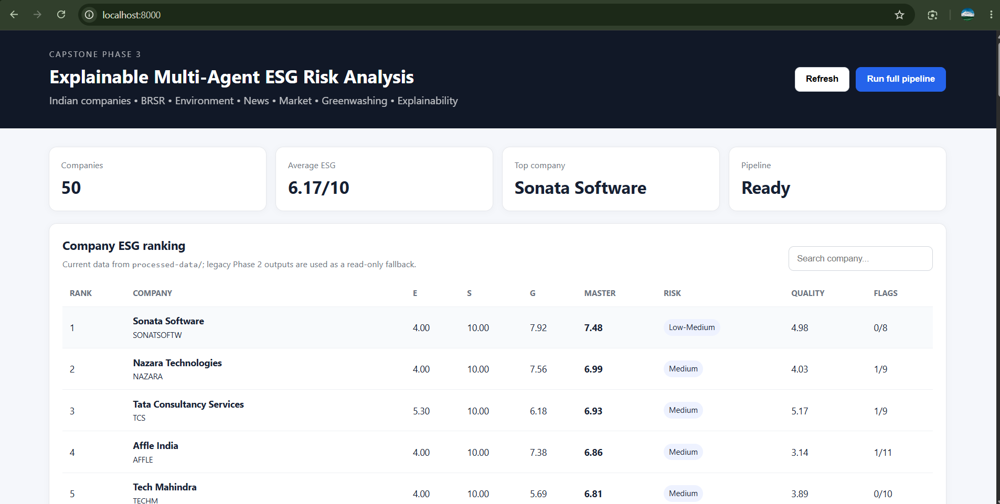 localhost:8000
CAPSTONE PHASE 3
Explainable Multi-Agent ESG Risk Analysis
Indian companies • BRSR • Environment • News • Market • Greenwashing • Explainability
Refresh
Run full pipeline
Companies
50
Average ESG
6.17/10
Top company
Sonata Software
Pipeline
Ready
Company ESG ranking
Current data from processed-data/; legacy Phase 2 outputs are used as a read-only fallback.
Search company...
RANK COMPANY E S G MASTER RISK QUALITY FLAGS
1 Sonata Software 4.00 10.00 7.92 7.48 Low-Medium 4.98 0/8
SONATSOFTW
2 Nazara Technologies 4.00 10.00 7.56 6.99 Medium 4.03 1/9
NAZARA
3 Tata Consultancy Services 5.30 10.00 6.18 6.93 Medium 5.17 1/9
TCS
4 Affle India 4.00 10.00 7.38 6.86 Medium 3.14 1/11
AFFLE
5 Tech Mahindra 4.00 10.00 5.69 6.81 Medium 3.89 0/10
TECHM